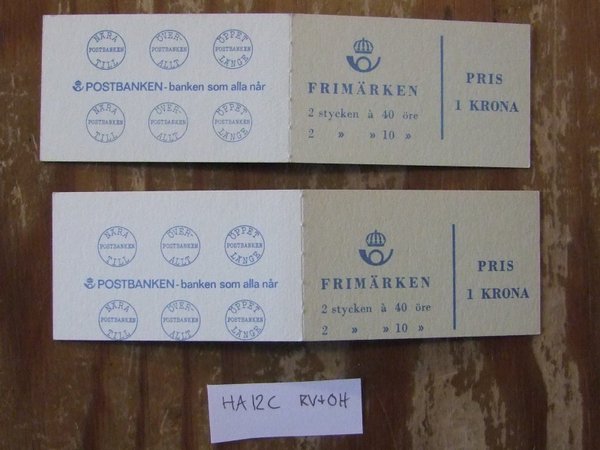 NÄRA
POSTBANKEN
TILL
ÖVER-
POSTBANKEN
ALLT
ÖPPET
POSTBANKEN
LÄNGE
POSTBANKEN - banken som alla når
NÄRA
POSTBANKEN
TILL
ÖVER-
POSTBANKEN
ALLT
ÖPPET
POSTBANKEN
LÄNGE
FRIMÄRKEN
2 stycken à 40 öre
2 » » 10 »
PRIS
1 KRONA
NÄRA
POSTBANKEN
TILL
ÖVER-
POSTBANKEN
ALLT
ÖPPET
POSTBANKEN
LÄNGE
POSTBANKEN - banken som alla når
NÄRA
POSTBANKEN
TILL
ÖVER-
POSTBANKEN
ALLT
ÖPPET
POSTBANKEN
LÄNGE
FRIMÄRKEN
2 stycken à 40 öre
2 » » 10 »
PRIS
1 KRONA
HA12C RV+OH